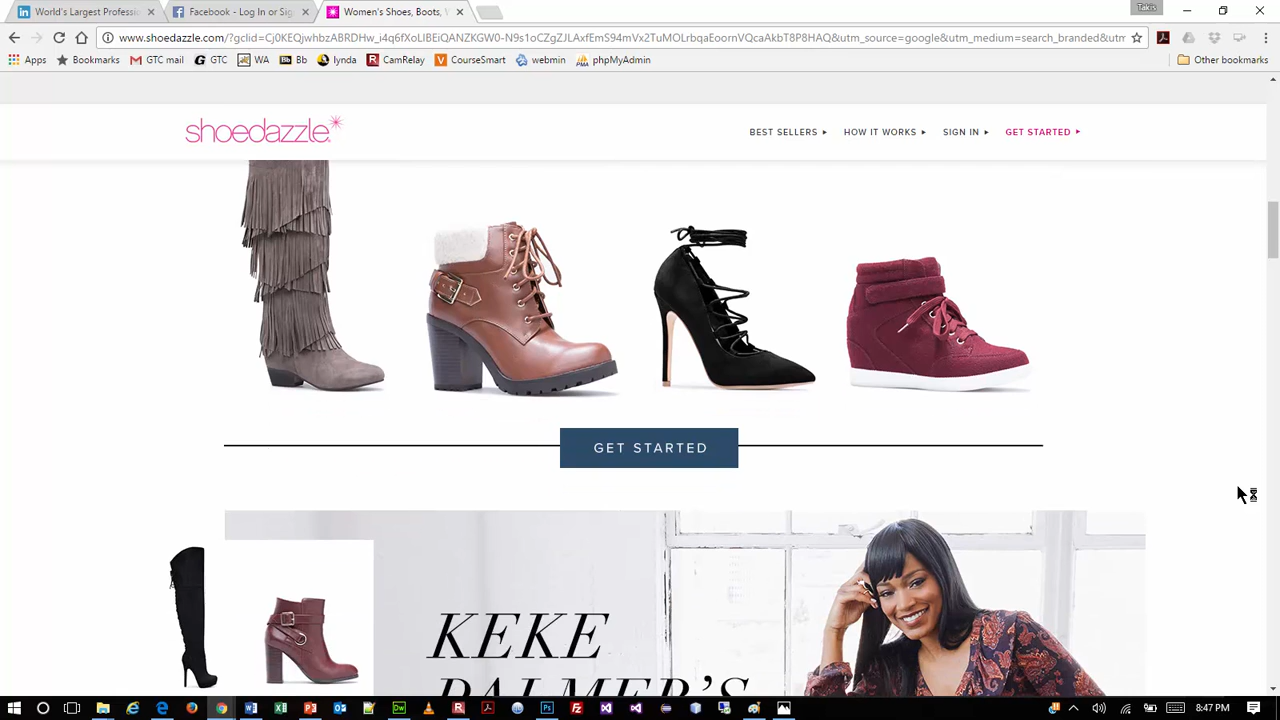 World's Largest Professi
Facebook - Log In or Sig
Women's Shoes, Boots,
Takis
www.shoedazzle.com/?gclid=Cj0KEQjwhbzABRDHw_i4q6fXoLIBEiQANZKGW0-N9s1oCZgZJLAxfEmS94mVx2TuMOLrbqaEoornVQcaAkbT8P8HAQ&utm_source=google&utm_medium=search_branded&utm
Apps Bookmarks GTC mail GTC WA Bb lynda CamRelay CourseSmart webmin phpMyAdmin Other bookmarks
shoedazzle
BEST SELLERS HOW IT WORKS SIGN IN GET STARTED
GET STARTED
KEKE
PALMER'S
8:47 PM